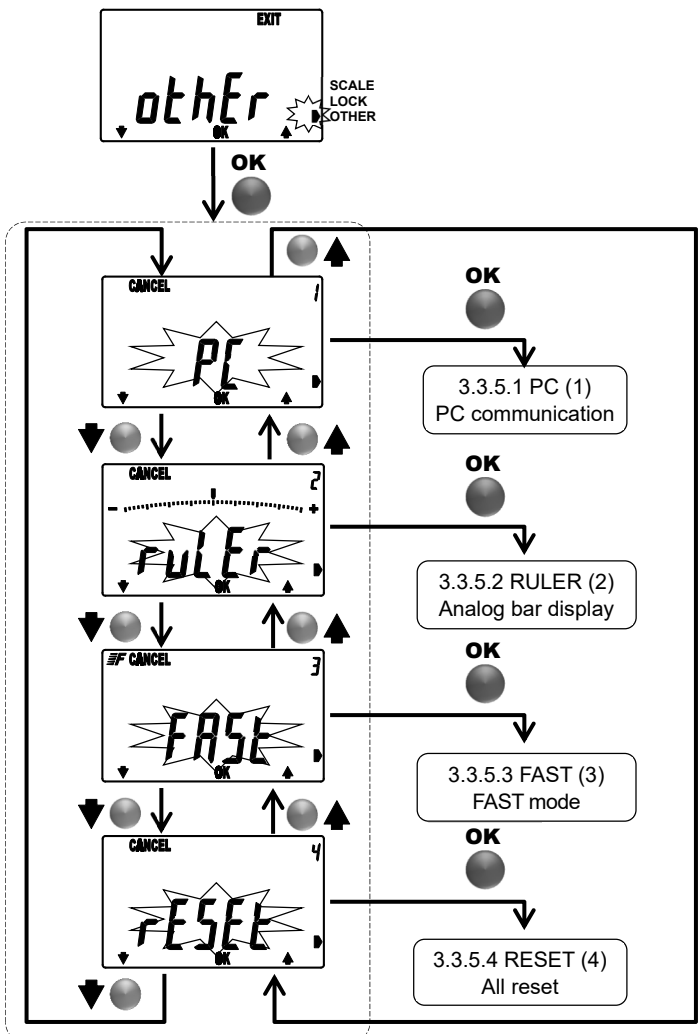 EXIT
othEr
SCALE
LOCK
OTHER
OK
OK
CANCEL
1
PC
OK
OK
3.3.5.1 PC (1)
PC communication
CANCEL
2
- +
rulEr
OK
OK
3.3.5.2 RULER (2)
Analog bar display
F CANCEL
3
FASt
OK
OK
3.3.5.3 FAST (3)
FAST mode
CANCEL
4
rESEt
OK
OK
3.3.5.4 RESET (4)
All reset